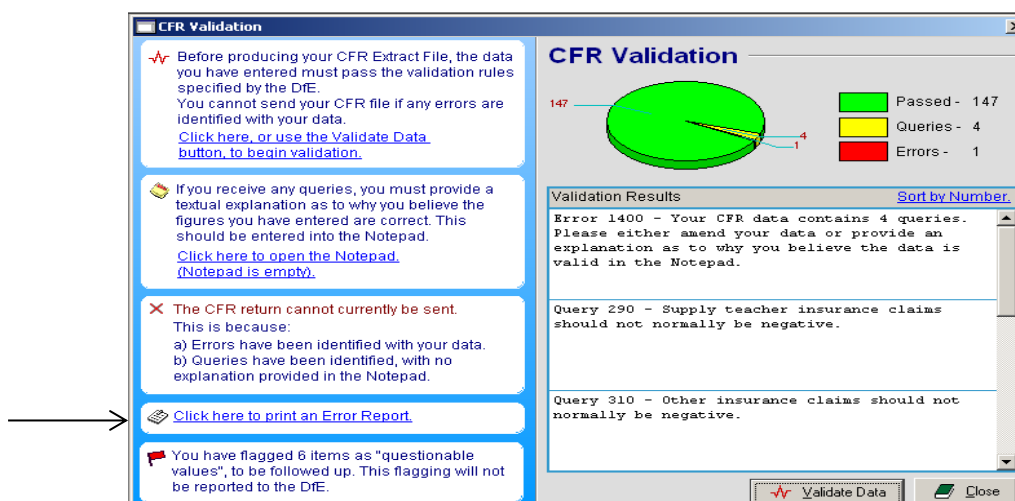 CFR Validation
Before producing your CFR Extract File, the data
you have entered must pass the validation rules
specified by the DfE.
You cannot send your CFR file if any errors are
identified with your data.
Click here, or use the Validate Data
button, to begin validation.
If you receive any queries, you must provide a
textual explanation as to why you believe the
figures you have entered are correct. This
should be entered into the Notepad.
Click here to open the Notepad.
(Notepad is empty).
The CFR return cannot currently be sent.
This is because:
a) Errors have been identified with your data.
b) Queries have been identified, with no
explanation provided in the Notepad.
Click here to print an Error Report.
You have flagged 6 items as "questionable
values", to be followed up. This flagging will not
be reported to the DfE.
CFR Validation
147
4
1
Passed - 147
Queries - 4
Errors - 1
Validation Results Sort by Number.
Error 1400 - Your CFR data contains 4 queries.
Please either amend your data or provide an
explanation as to why you believe the data is
valid in the Notepad.
Query 290 - Supply teacher insurance claims
should not normally be negative.
Query 310 - Other insurance claims should not
normally be negative.
Validate Data Close